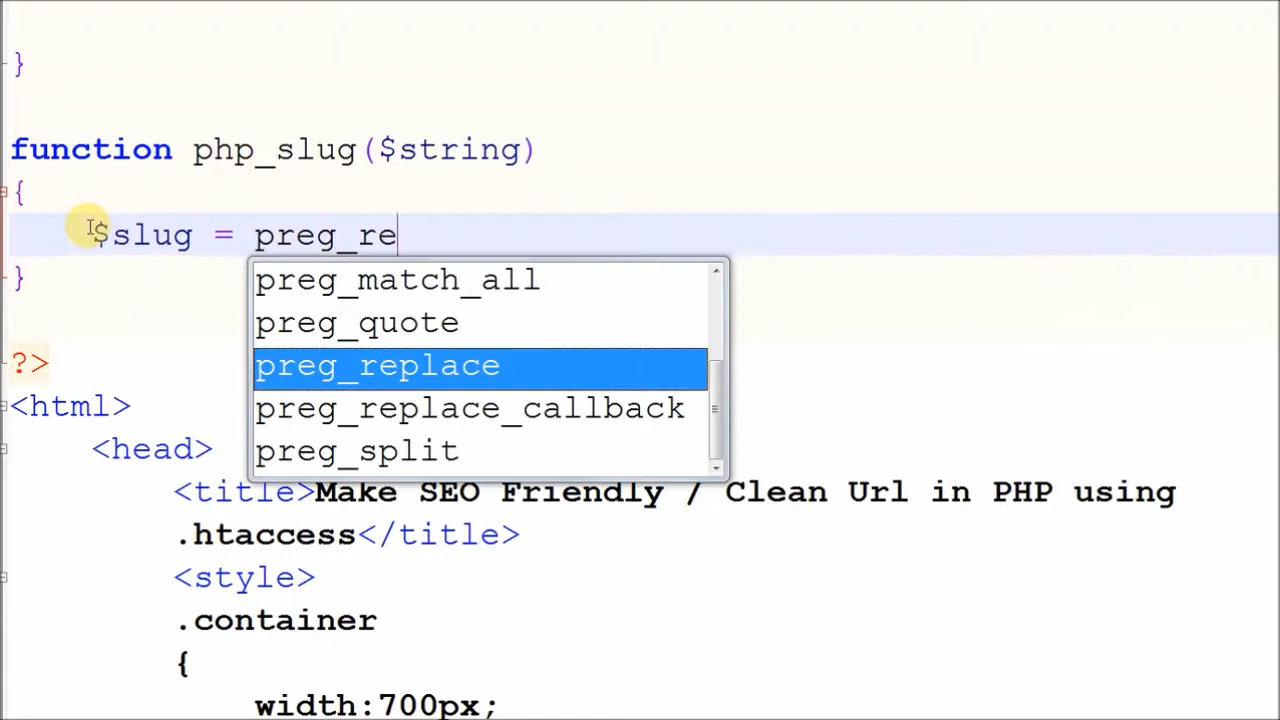 }
function php_slug($string)
{
$slug = preg_re
preg_match_all
preg_quote
preg_replace
preg_replace_callback
preg_split
}
?>
<html>
<head>
<title>Make SEO Friendly / Clean Url in PHP using
.htaccess</title>
<style>
.container
{
width:700px;